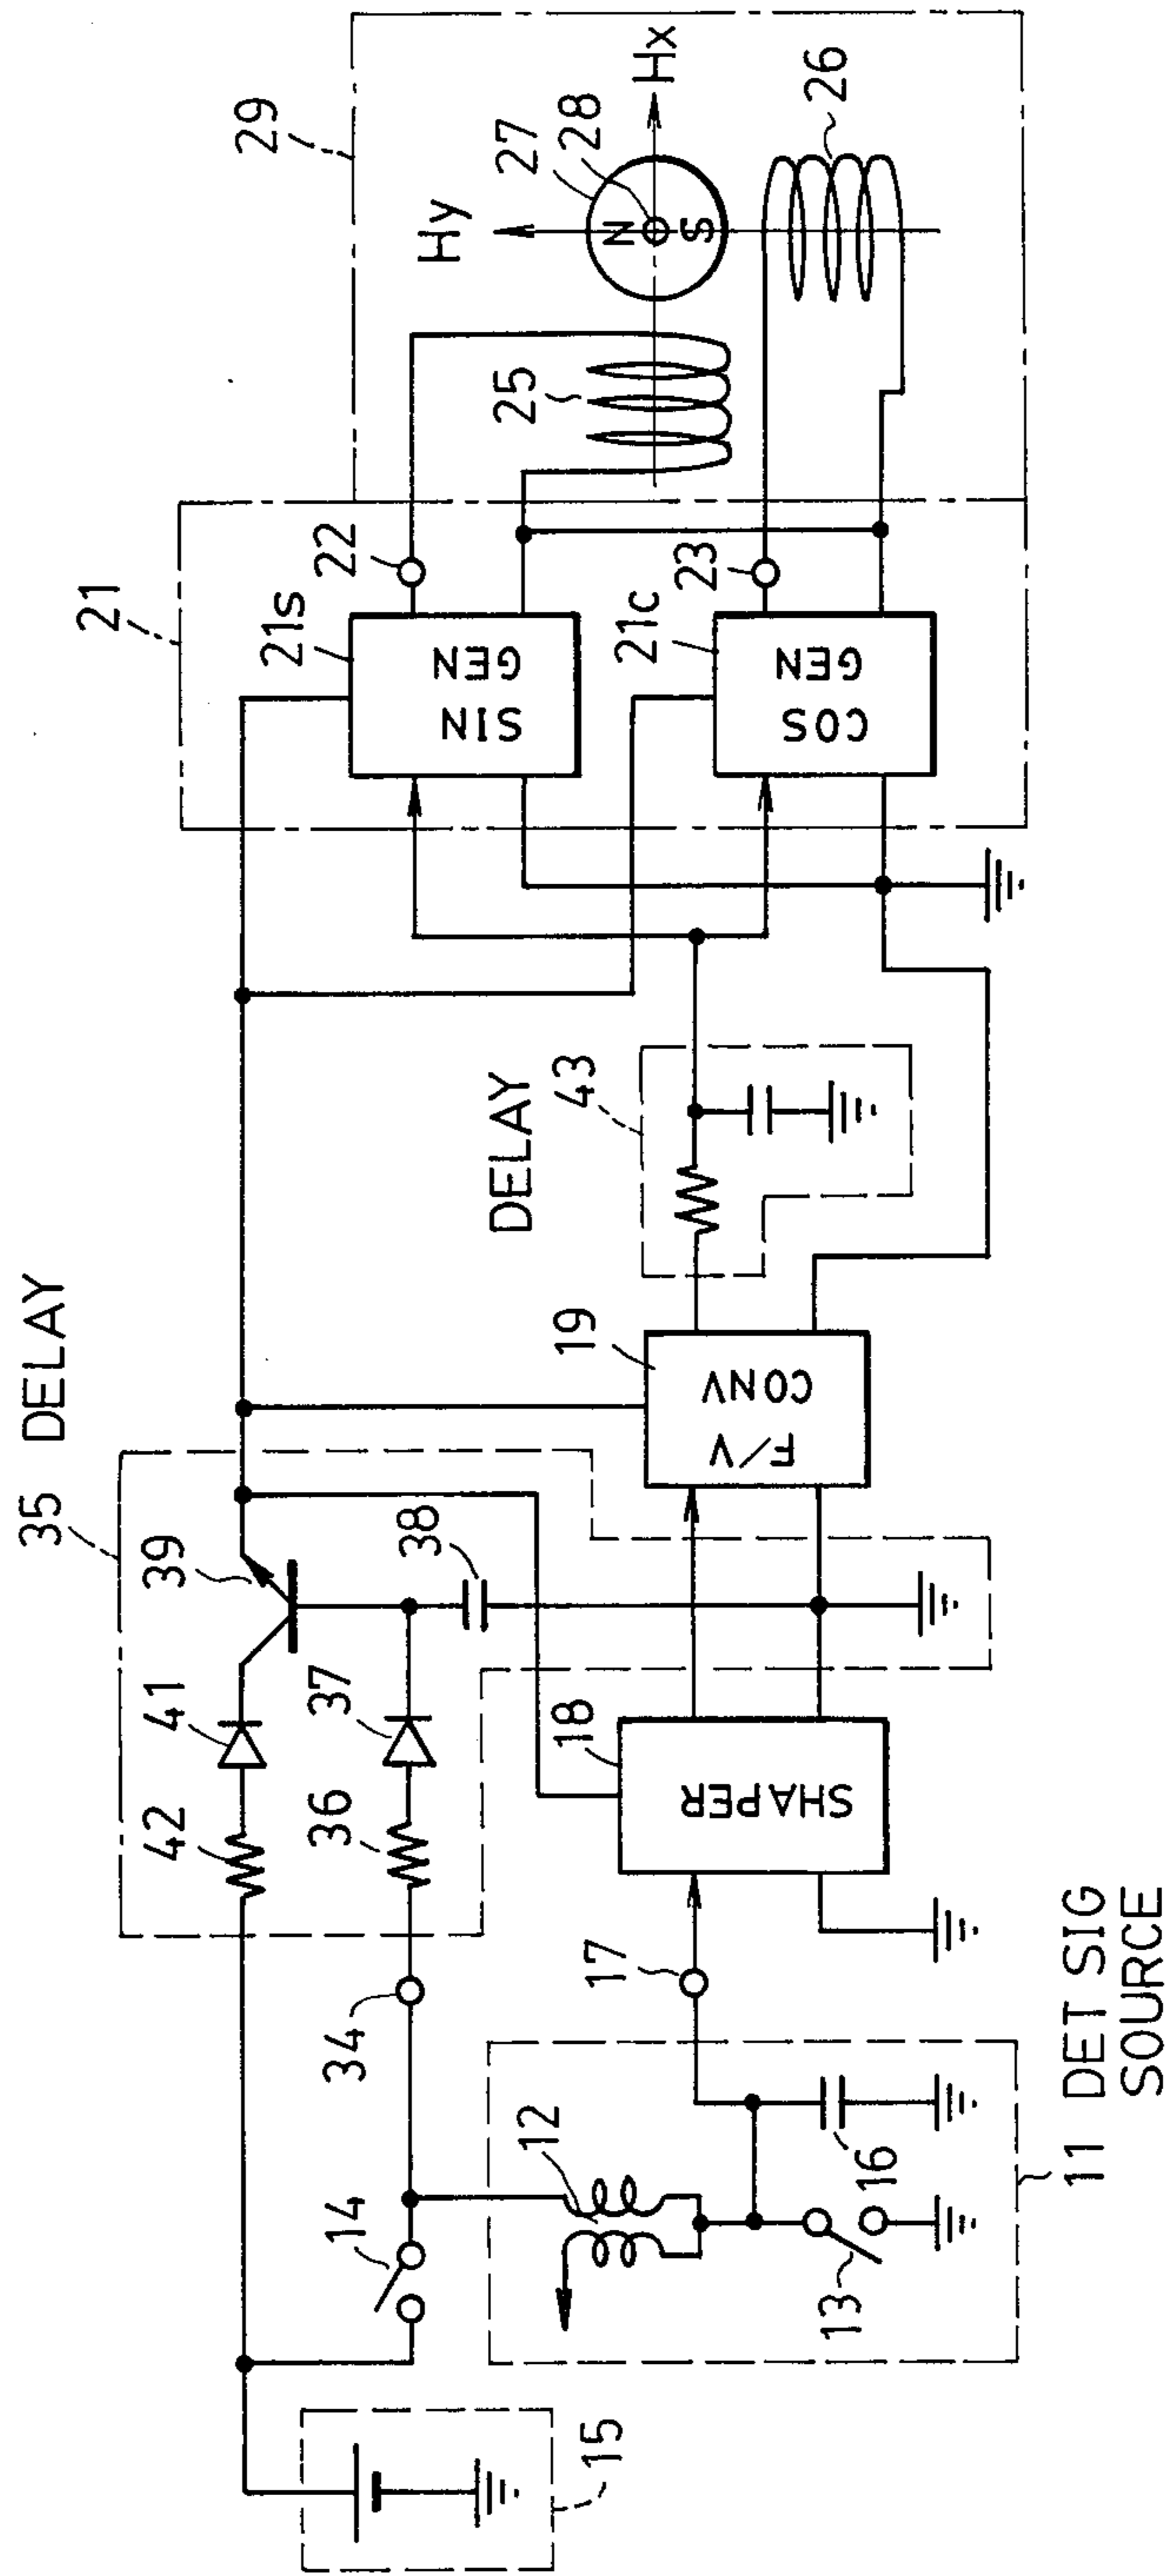 DELAY
35
39
41
42
37
36
38
34
14
15
12
13
16
11 DET SIG
SOURCE
17
18
SHAPER
19
F/V
CONV
DELAY
43
21
21s
SIN
GEN
22
21c
COS
GEN
23
29
25
26
27
28
Hy
Hx
N
S